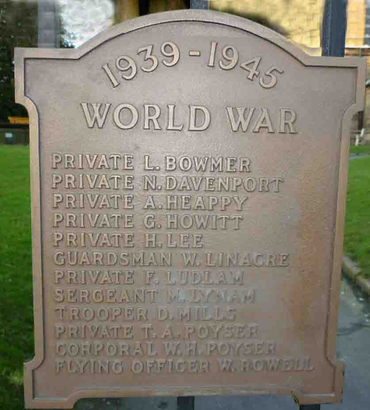 1939-1945
WORLD WAR
PRIVATE L. BOWMER
PRIVATE N. DAVENPORT
PRIVATE A. HEAPPY
PRIVATE G. HOWITT
PRIVATE H. LEE
GUARDSMAN W. LINACRE
PRIVATE F. LUDLAM
SERGEANT M. LYNAM
TROOPER D. MILLS
PRIVATE T. A. POYSER
CORPORAL W. H. POYSER
FLYING OFFICER W. ROWELL